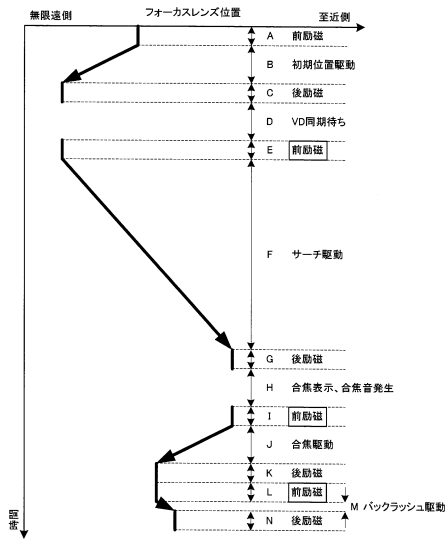 無限遠側 フォーカスレンズ位置 至近側
A 前励磁
B 初期位置駆動
C 後励磁
D VD同期待ち
E 前励磁
F サーチ駆動
G 後励磁
H 合焦表示、合焦音発生
I 前励磁
J 合焦駆動
K 後励磁
L 前励磁
M バックラッシュ駆動
N 後励磁
時間